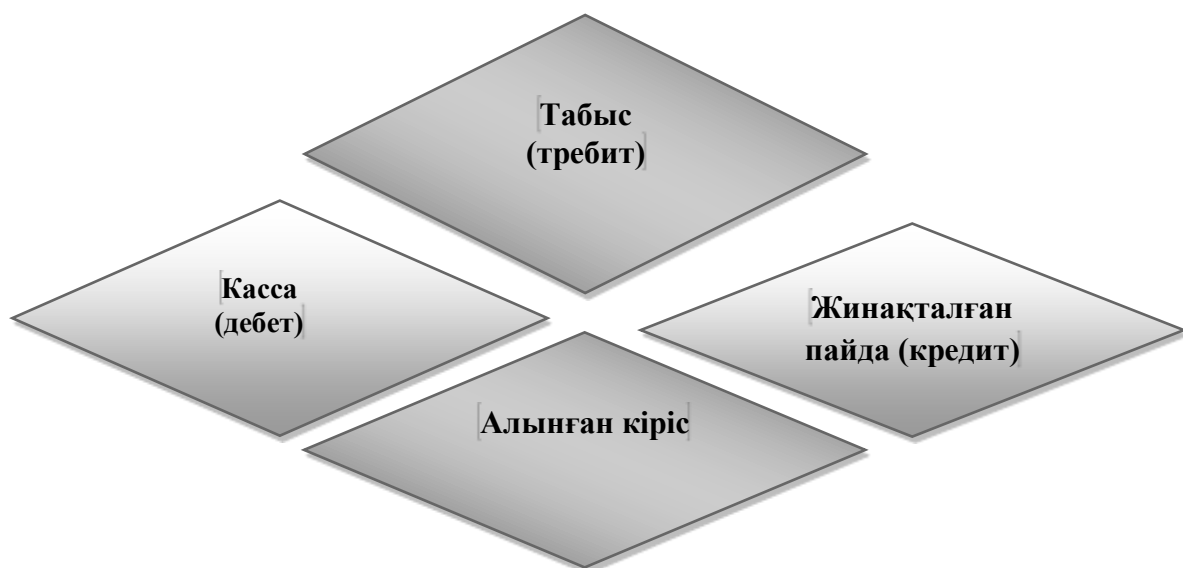 Табыс
(требит)
Касса
(дебет)
Жинақталған
пайда (кредит)
Алынған кіріс